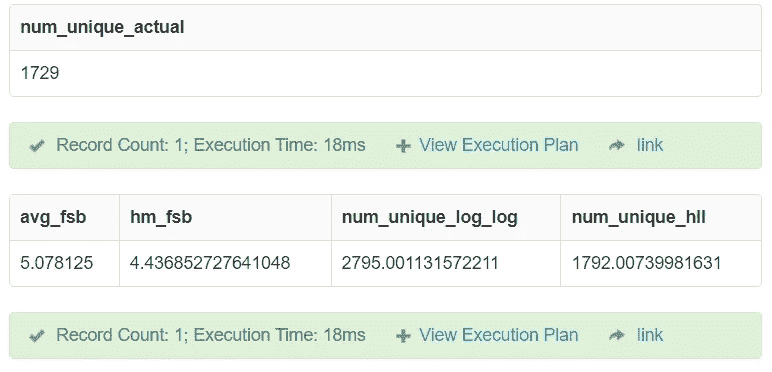 num_unique_actual
1729
Record Count: 1; Execution Time: 18ms View Execution Plan link
avg_fsb hm_fsb num_unique_log_log num_unique_hll
5.078125 4.436852727641048 2795.001131572211 1792.00739981631
Record Count: 1; Execution Time: 18ms View Execution Plan link